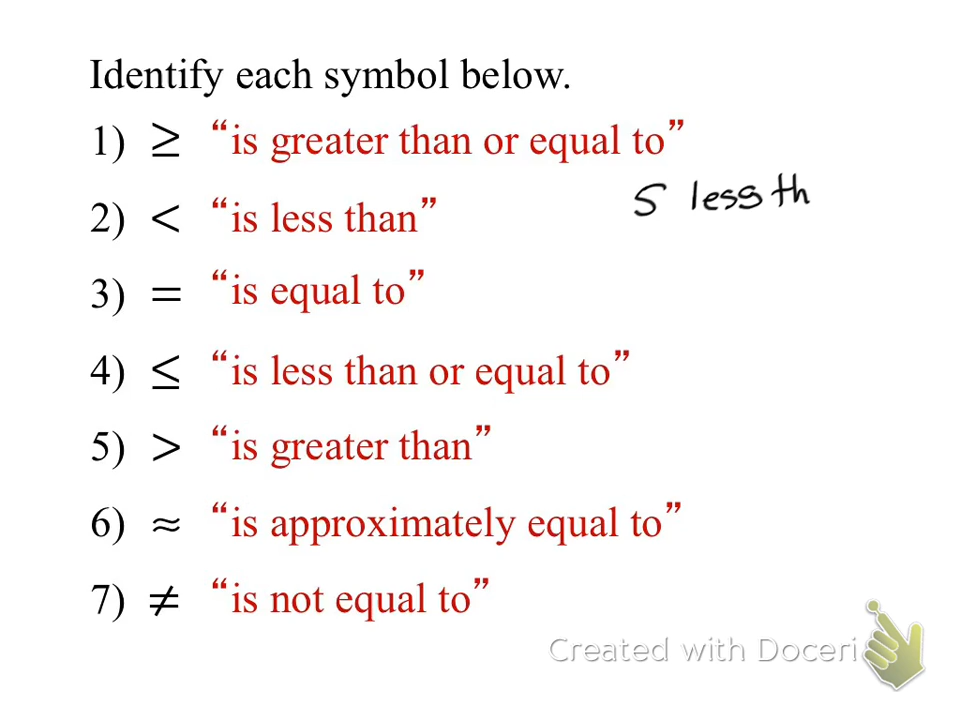 Identify each symbol below.
1) ≥ “is greater than or equal to”
5 less th
2) < “is less than”
3) = “is equal to”
4) ≤ “is less than or equal to”
5) > “is greater than”
6) ≈ “is approximately equal to”
7) ≠ “is not equal to”
Created with Doceri